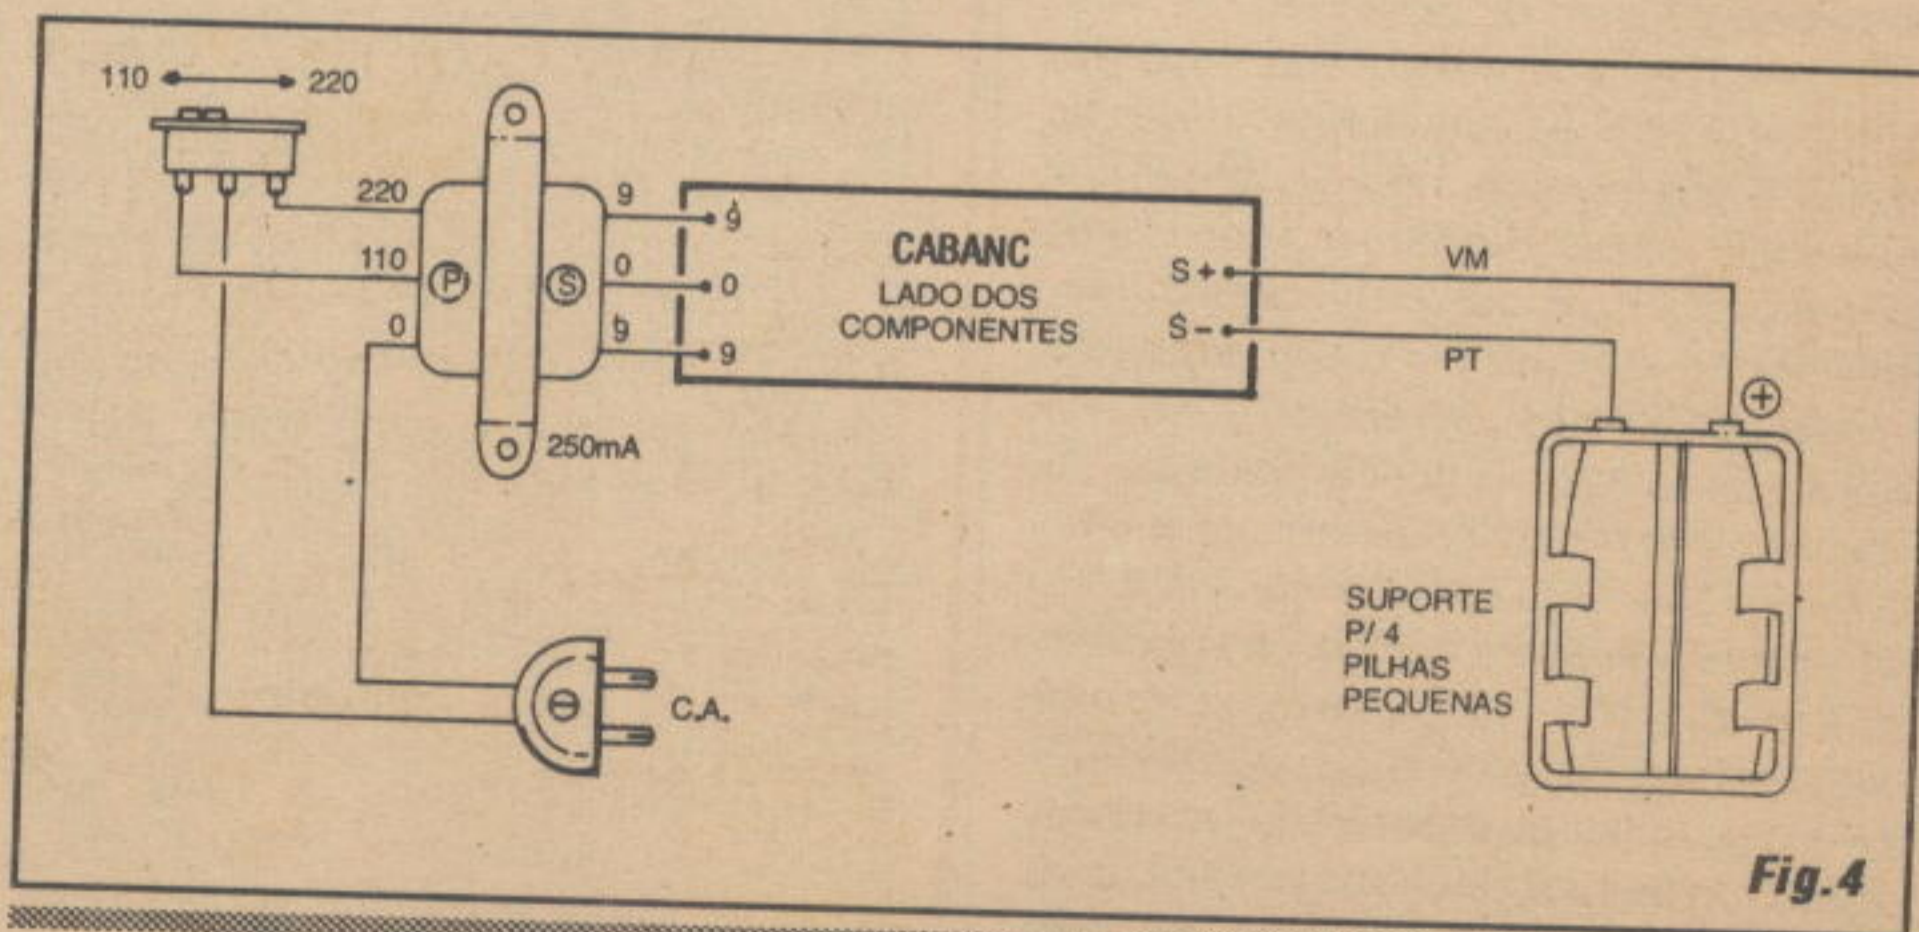 110 220
220
110
0
P
S
9
0
9
250mA
9
0
9
CABANC
LADO DOS
COMPONENTES
S +
S -
VM
PT
+
C.A.
SUPORTE
P/ 4
PILHAS
PEQUENAS
Fig.4